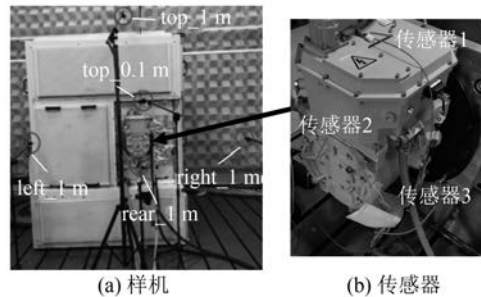 top_1 m
top_0.1 m
left_1 m
right_1 m
rear_1 m
传感器1
传感器2
传感器3
(a) 样机
(b) 传感器